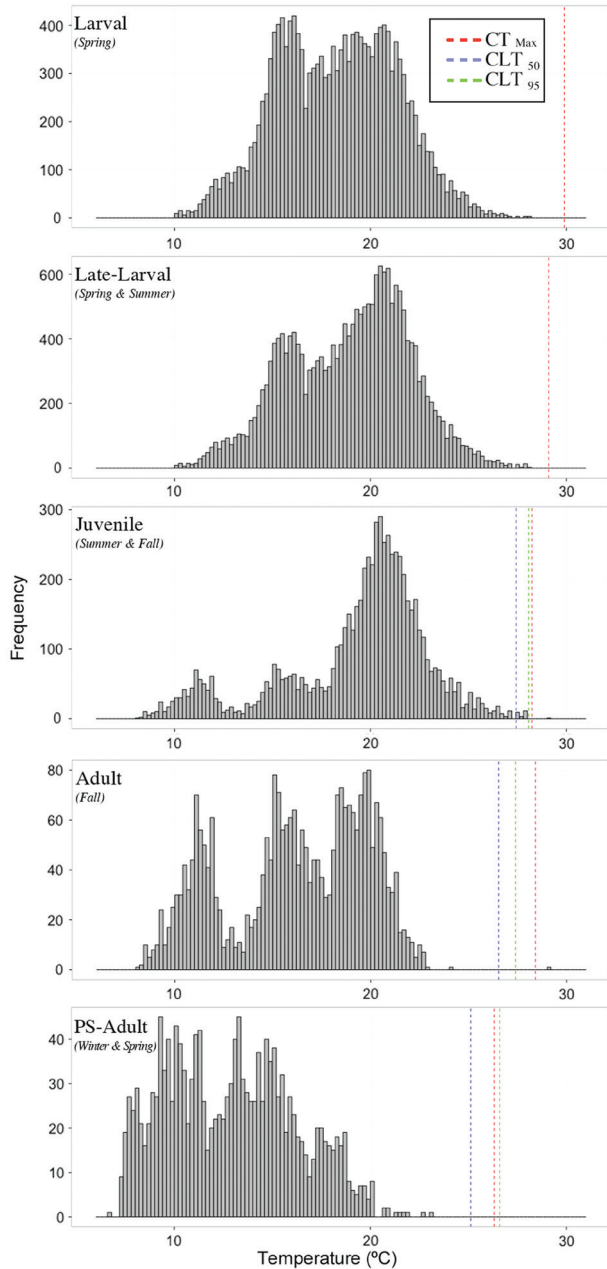 Larval
(Spring)
CT Max
CLT 50
CLT 95
400
300
200
100
0
10
20
30
Late-Larval
(Spring & Summer)
600
400
200
0
10
20
30
Juvenile
(Summer & Fall)
300
200
100
0
10
20
30
Frequency
Adult
(Fall)
80
60
40
20
0
10
20
30
PS-Adult
(Winter & Spring)
40
30
20
10
0
10
20
30
Temperature (ºC)